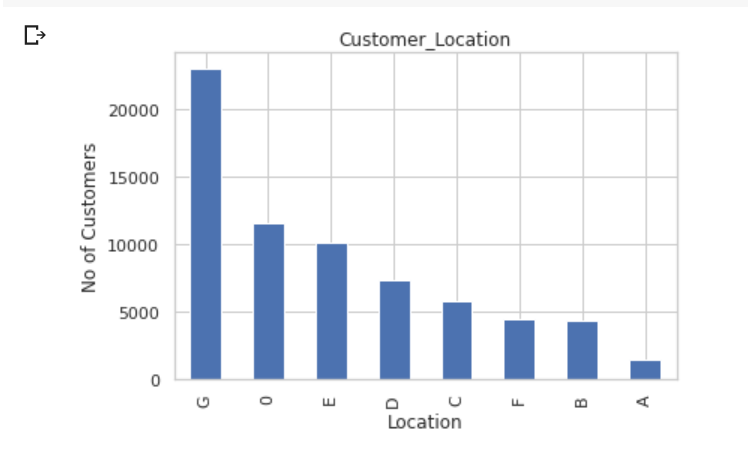 Customer_Location
No of Customers
20000
15000
10000
5000
0
G 0 E D C F B A
Location